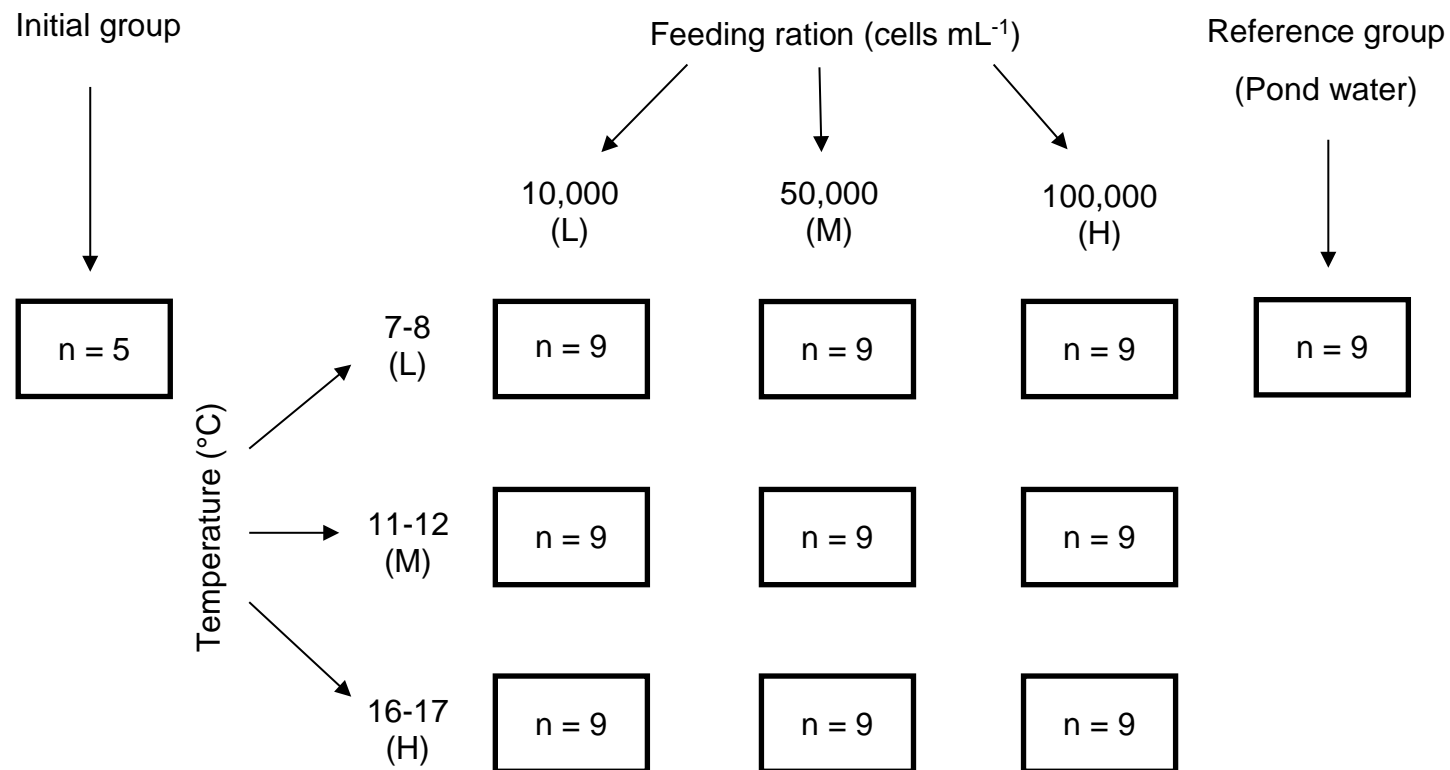 Initial group
Feeding ration (cells mL⁻¹)
Reference group
(Pond water)
10,000
(L)
50,000
(M)
100,000
(H)
n = 5
Temperature (°C)
7-8
(L)
n = 9
n = 9
n = 9
n = 9
11-12
(M)
n = 9
n = 9
n = 9
16-17
(H)
n = 9
n = 9
n = 9